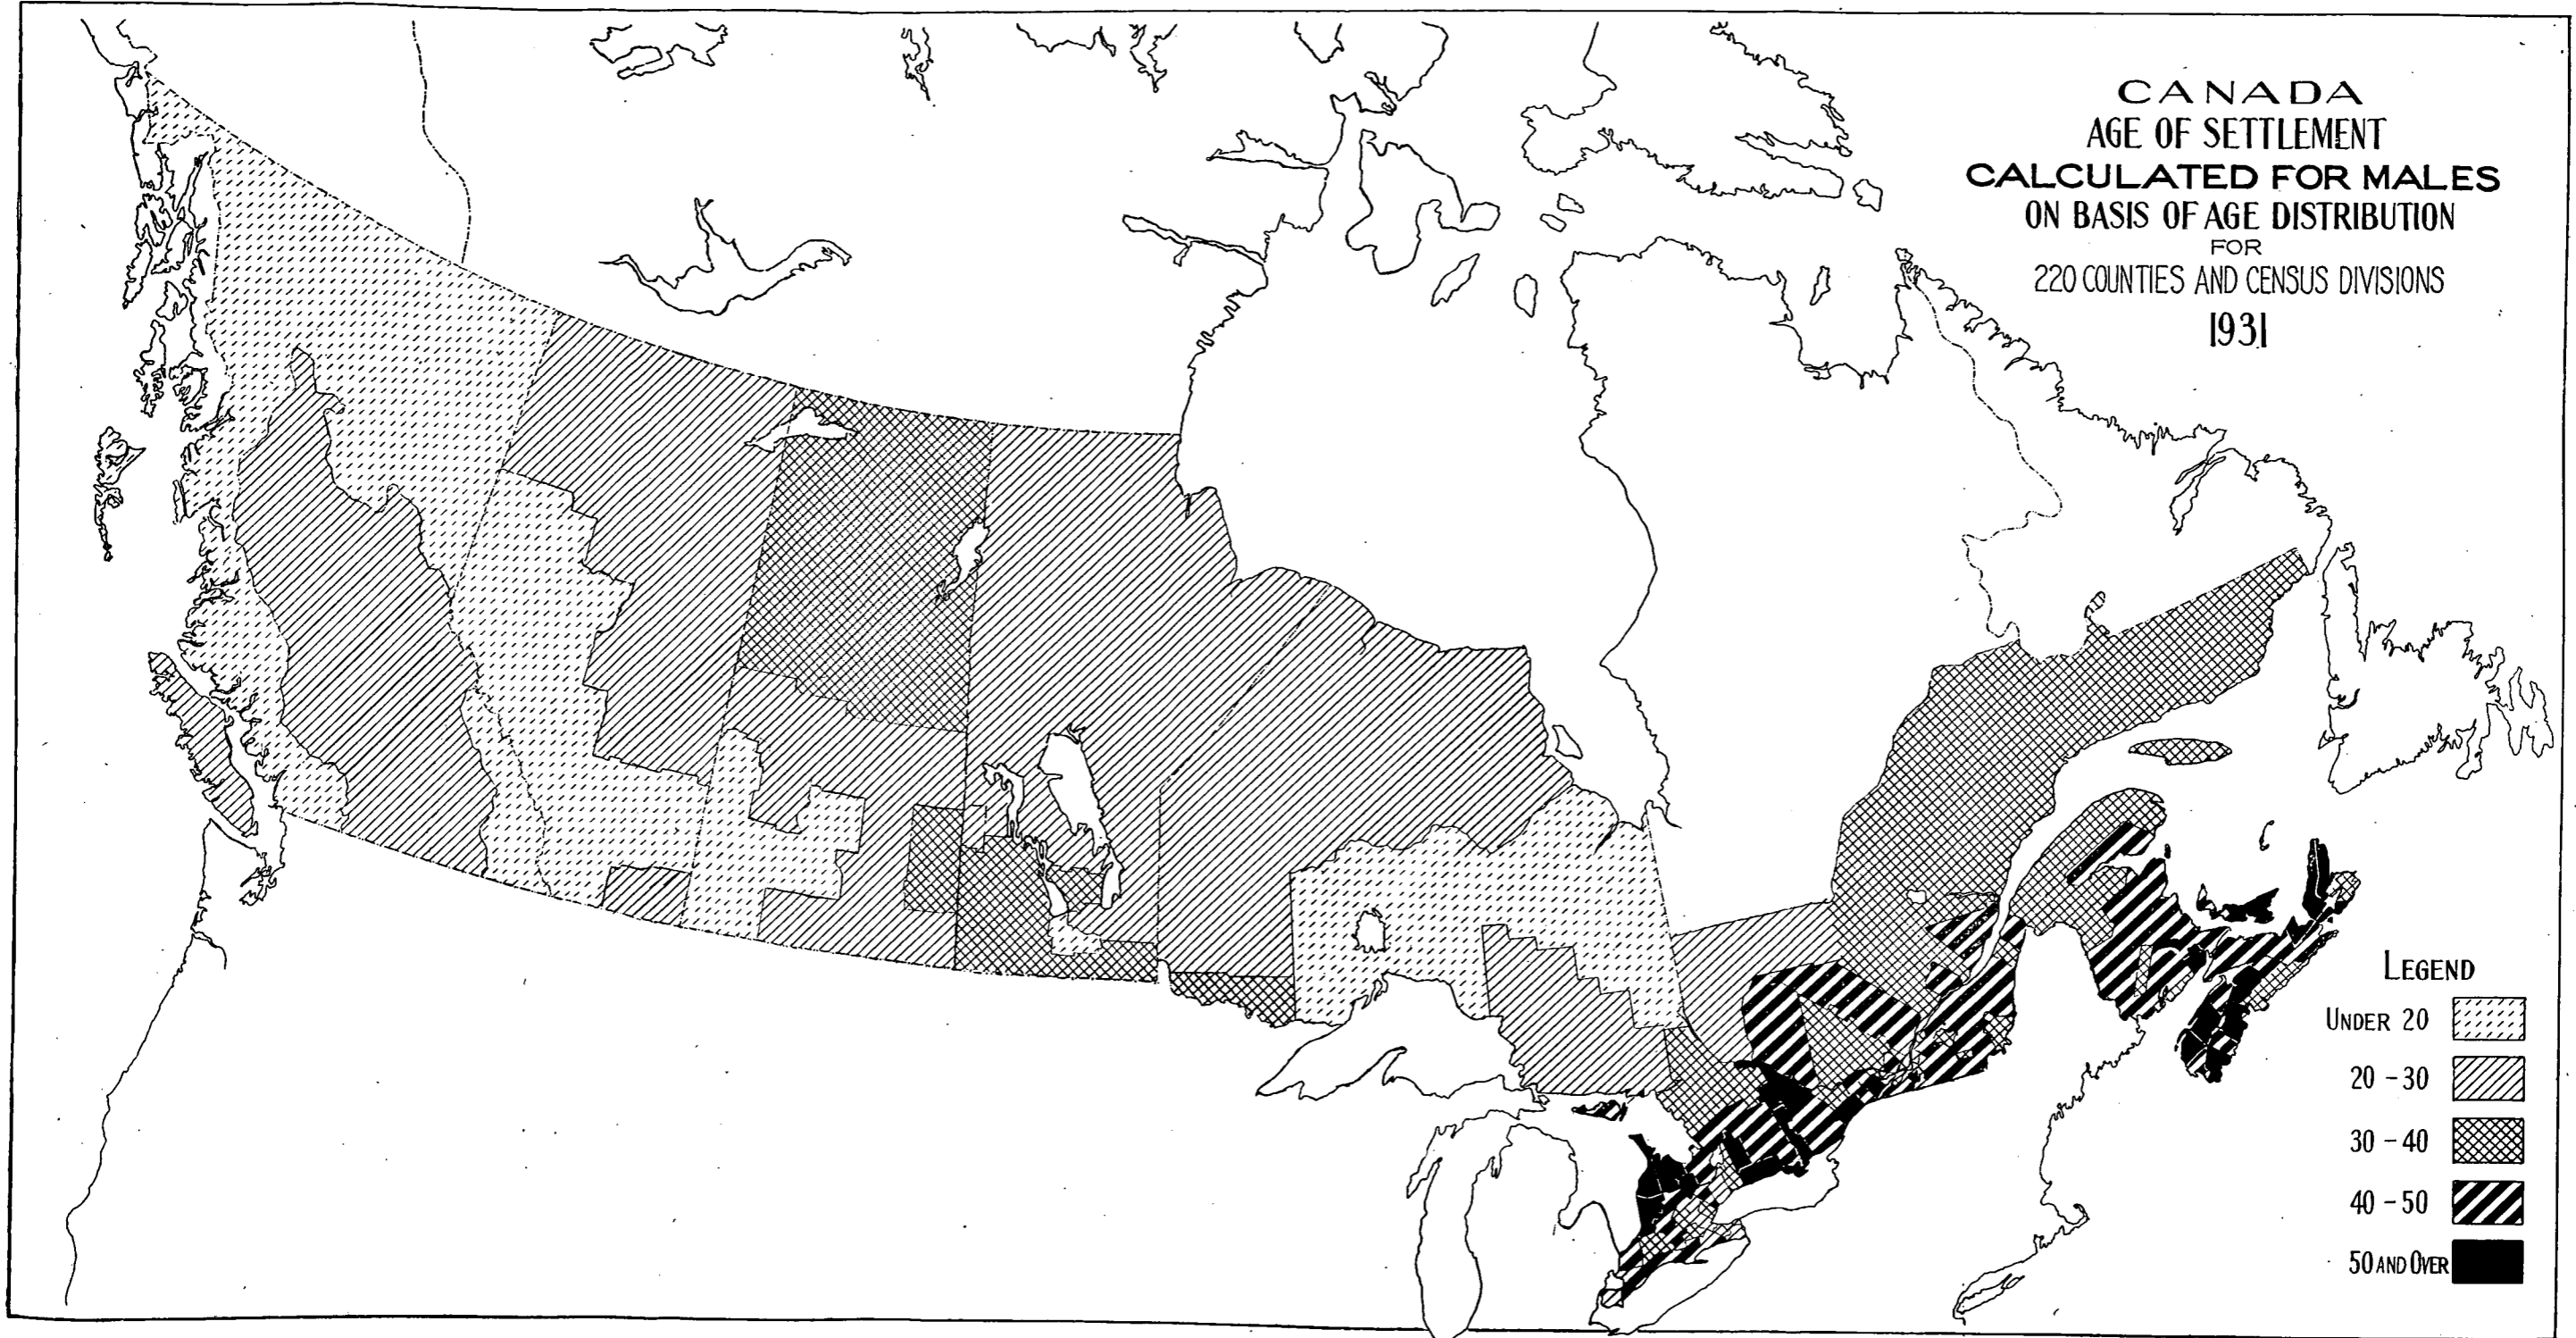 CANADA
AGE OF SETTLEMENT
CALCULATED FOR MALES
ON BASIS OF AGE DISTRIBUTION
FOR
220 COUNTIES AND CENSUS DIVISIONS
1931
LEGEND
UNDER 20
20 - 30
30 - 40
40 - 50
50 AND OVER